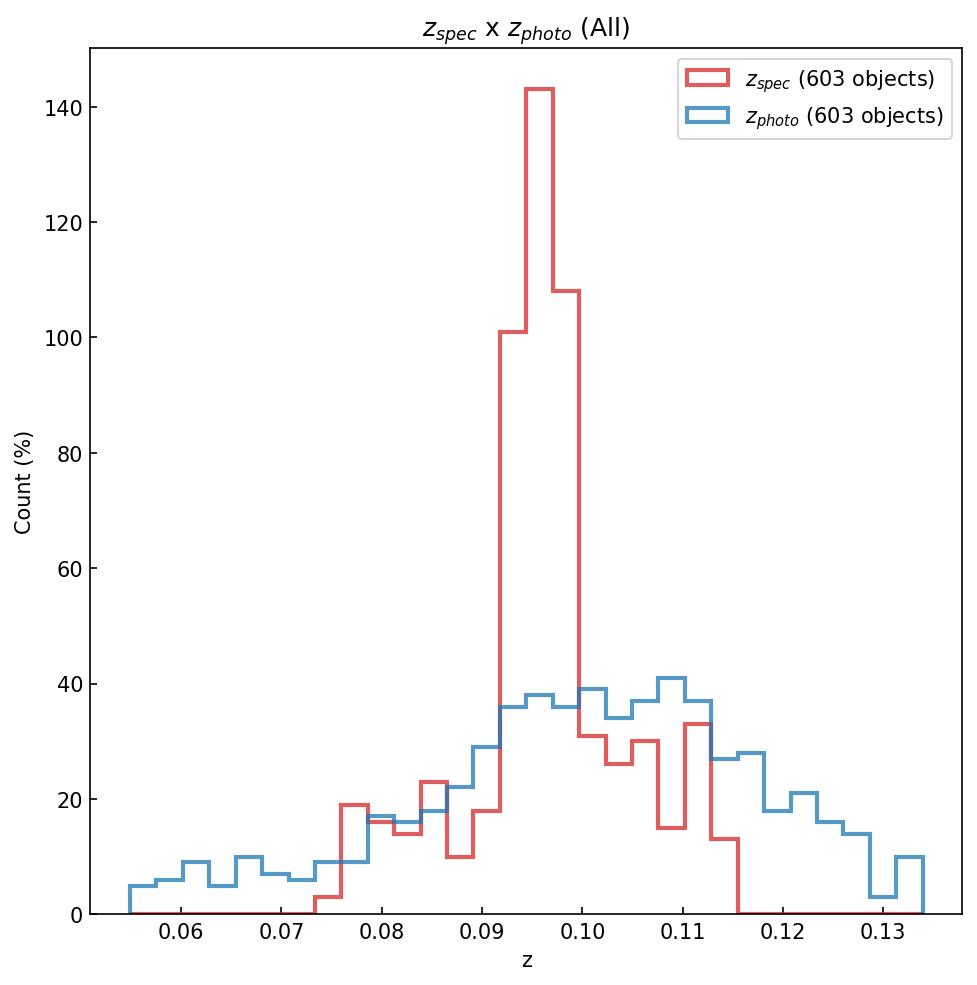 z_spec x z_photo (All)
z_spec (603 objects)
z_photo (603 objects)
Count (%)
140
120
100
80
60
40
20
0
0.06 0.07 0.08 0.09 0.10 0.11 0.12 0.13
z